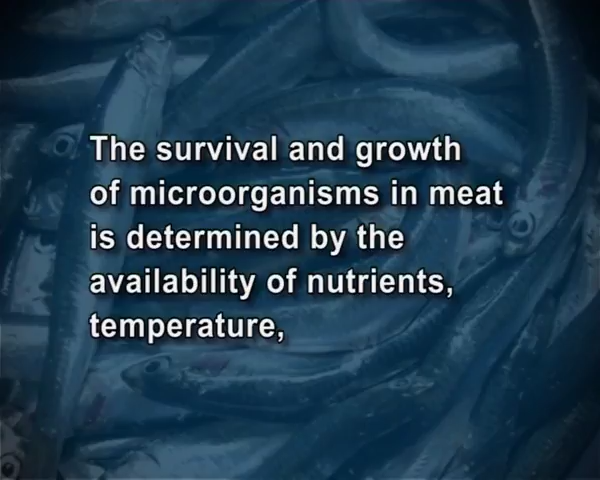 The survival and growth
of microorganisms in meat
is determined by the
availability of nutrients,
temperature,